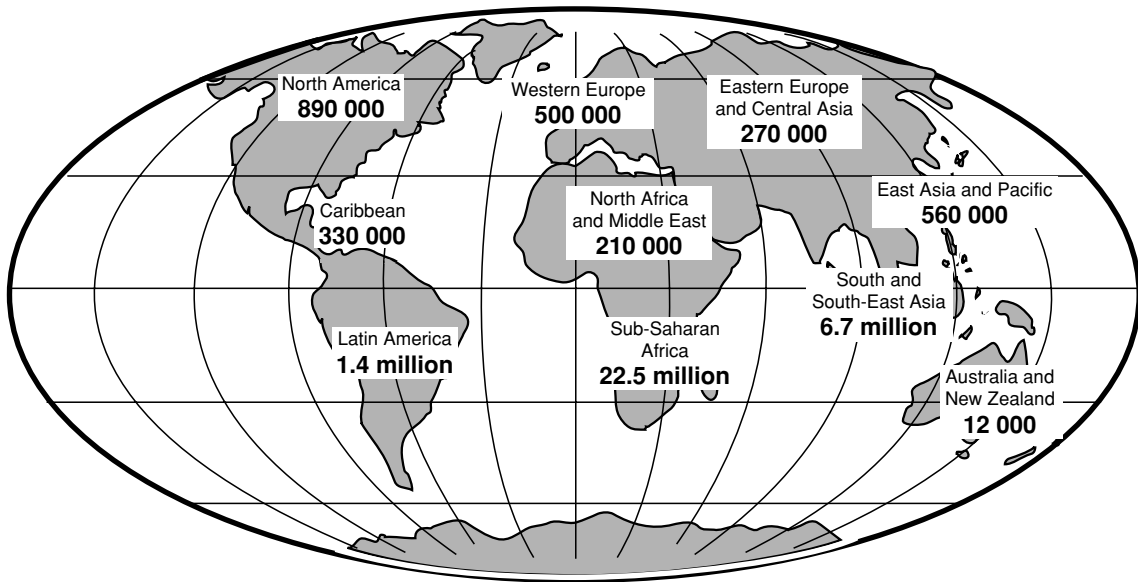 North America
890 000
Western Europe
500 000
Eastern Europe
and Central Asia
270 000
Caribbean
330 000
North Africa
and Middle East
210 000
East Asia and Pacific
560 000
South and
South-East Asia
6.7 million
Latin America
1.4 million
Sub-Saharan
Africa
22.5 million
Australia and
New Zealand
12 000